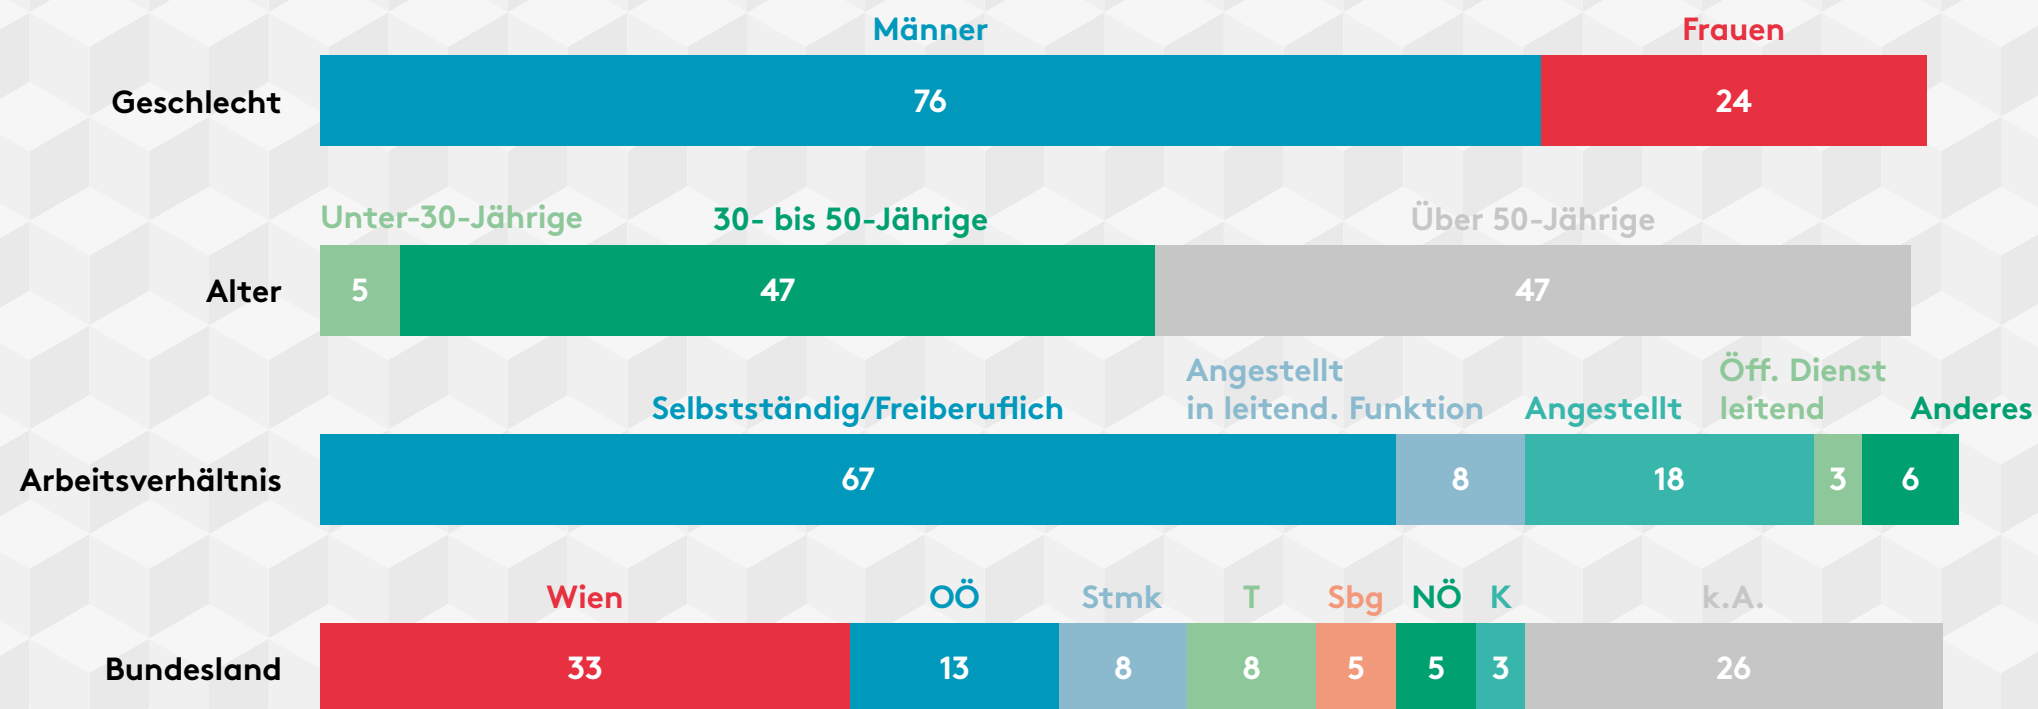 Männer Frauen
Geschlecht 76 24
Unter-30-Jährige 30- bis 50-Jährige Über 50-Jährige
Alter 5 47 47
Angestellt Öff. Dienst
Selbstständig/Freiberuflich in leitend. Funktion Angestellt leitend Anderes
Arbeitsverhältnis 67 8 18 3 6
Wien OÖ Stmk T Sbg NÖ K k.A.
Bundesland 33 13 8 8 5 5 3 26